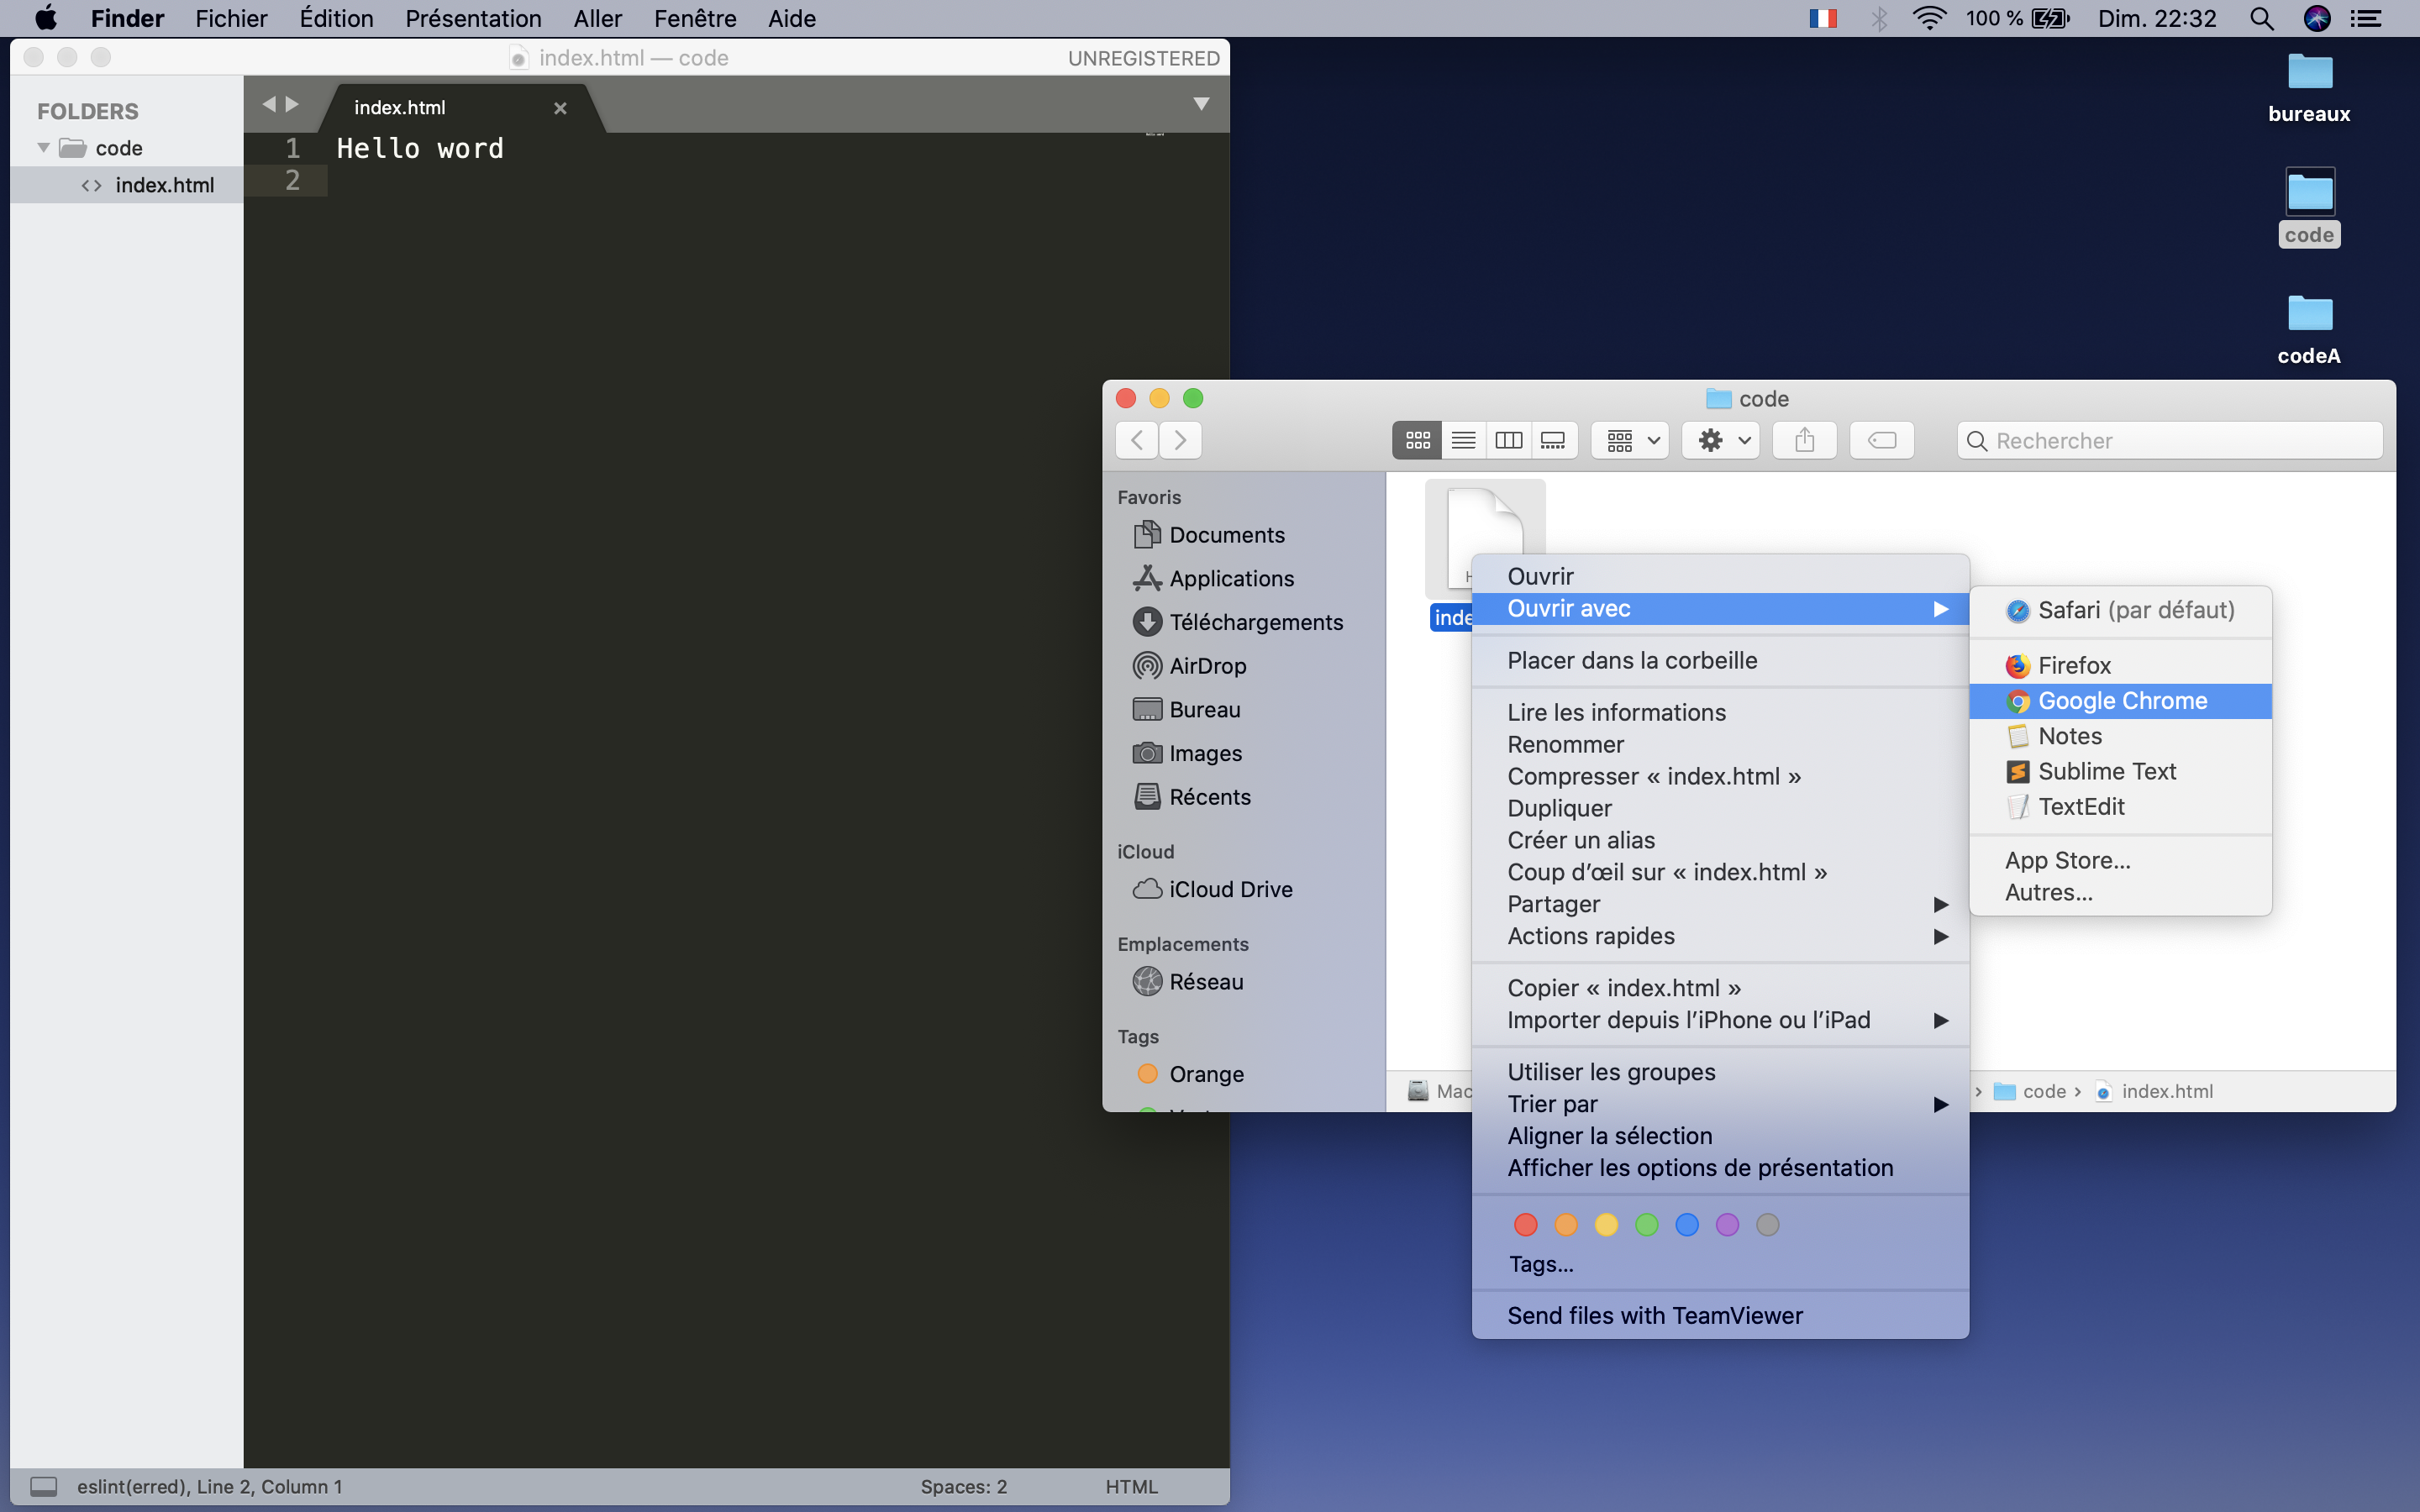 Finder Fichier Édition Présentation Aller Fenêtre Aide 100 % Dim. 22:32
index.html — code UNREGISTERED
FOLDERS
code
index.html
index.html
1 Hello word
2
eslint(erred), Line 2, Column 1 Spaces: 2 HTML
bureaux
code
codeA
code
Rechercher
Favoris
Documents
Applications
Téléchargements
AirDrop
Bureau
Images
Récents
iCloud
iCloud Drive
Emplacements
Réseau
Tags
Orange
Ouvrir
Ouvrir avec
Placer dans la corbeille
Lire les informations
Renommer
Compresser « index.html »
Dupliquer
Créer un alias
Coup d’œil sur « index.html »
Partager
Actions rapides
Copier « index.html »
Importer depuis l’iPhone ou l’iPad
Utiliser les groupes
Trier par
Aligner la sélection
Afficher les options de présentation
Tags...
Send files with TeamViewer
Safari (par défaut)
Firefox
Google Chrome
Notes
Sublime Text
TextEdit
App Store...
Autres...
Mac
› code › index.html